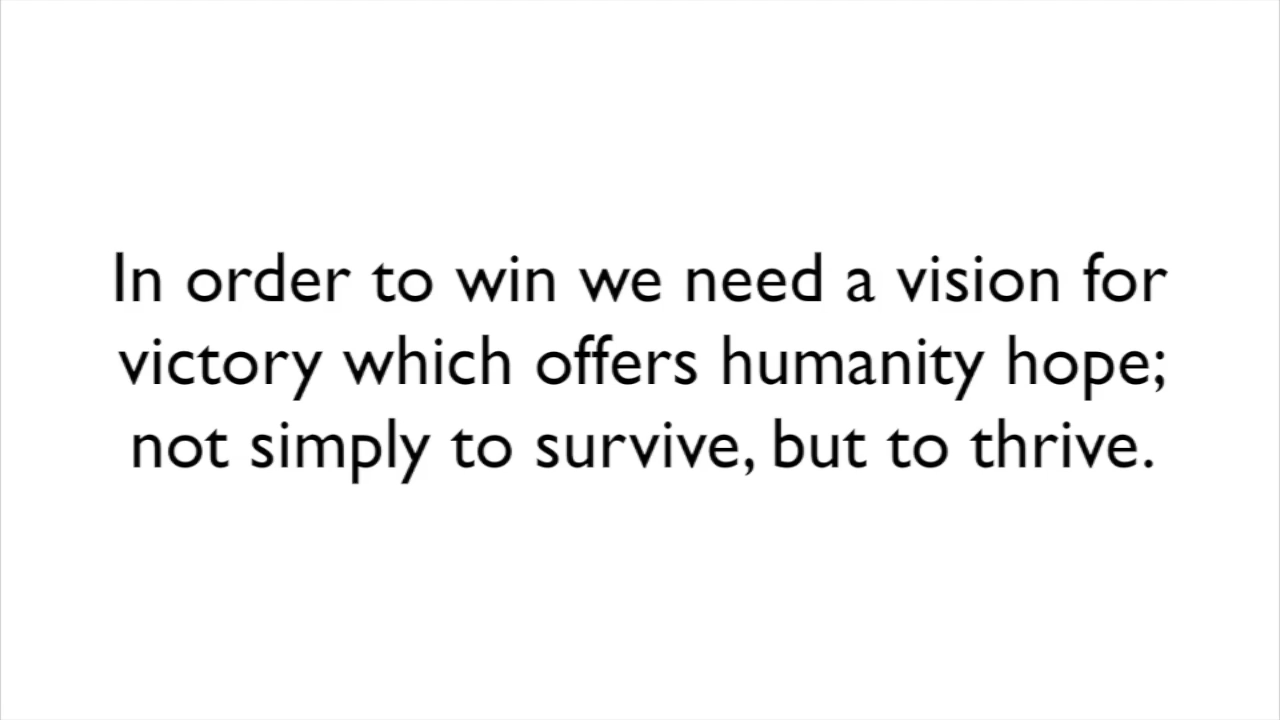 In order to win we need a vision for
victory which offers humanity hope;
not simply to survive, but to thrive.